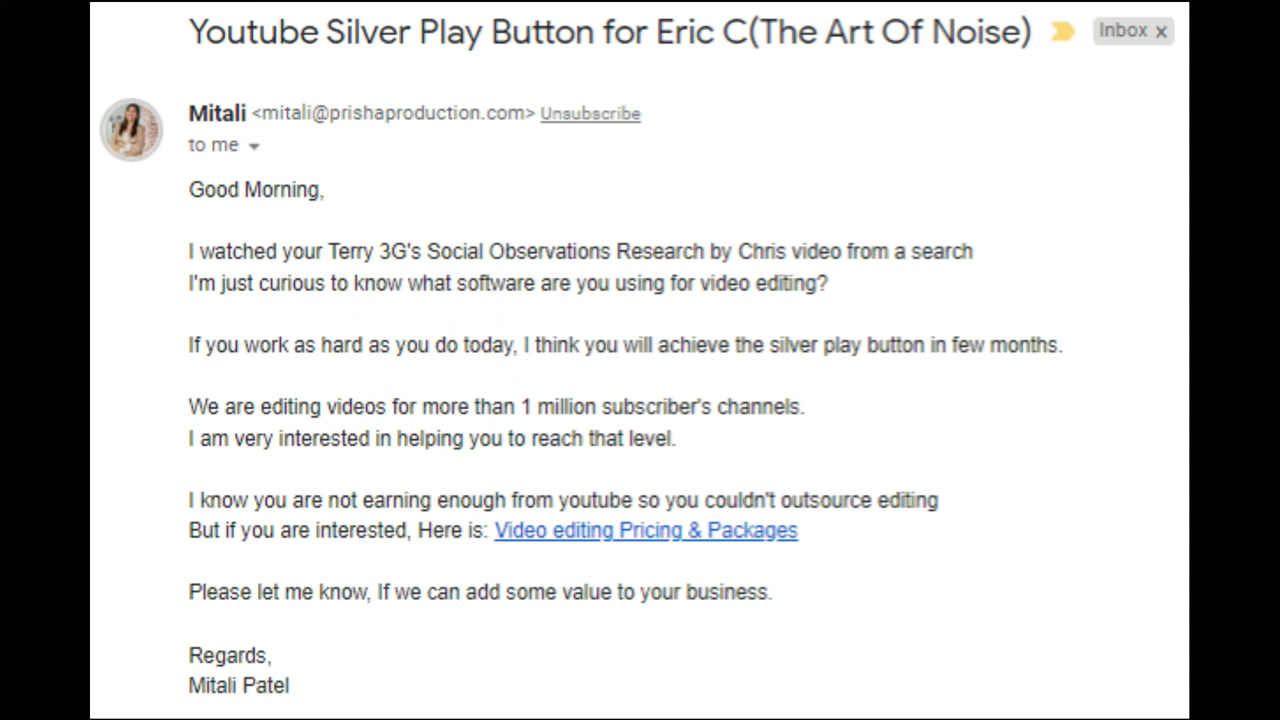 Youtube Silver Play Button for Eric C(The Art Of Noise) Inbox x
Mitali <mitali@prishaproduction.com> Unsubscribe
to me
Good Morning,
I watched your Terry 3G's Social Observations Research by Chris video from a search
I'm just curious to know what software are you using for video editing?
If you work as hard as you do today, I think you will achieve the silver play button in few months.
We are editing videos for more than 1 million subscriber's channels.
I am very interested in helping you to reach that level.
I know you are not earning enough from youtube so you couldn't outsource editing
But if you are interested, Here is: Video editing Pricing & Packages
Please let me know, If we can add some value to your business.
Regards,
Mitali Patel